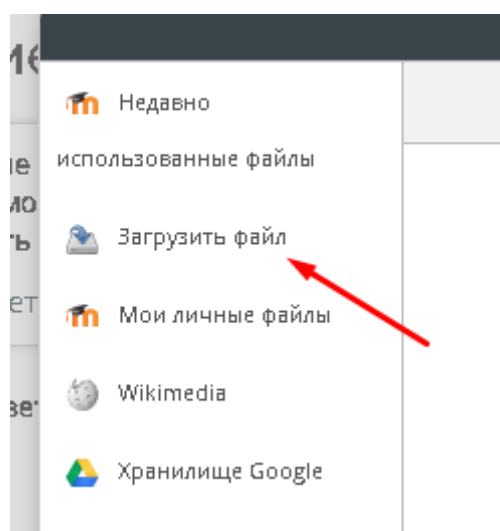 Недавно
использованные файлы
Загрузить файл
Мои личные файлы
Wikimedia
Хранилище Google